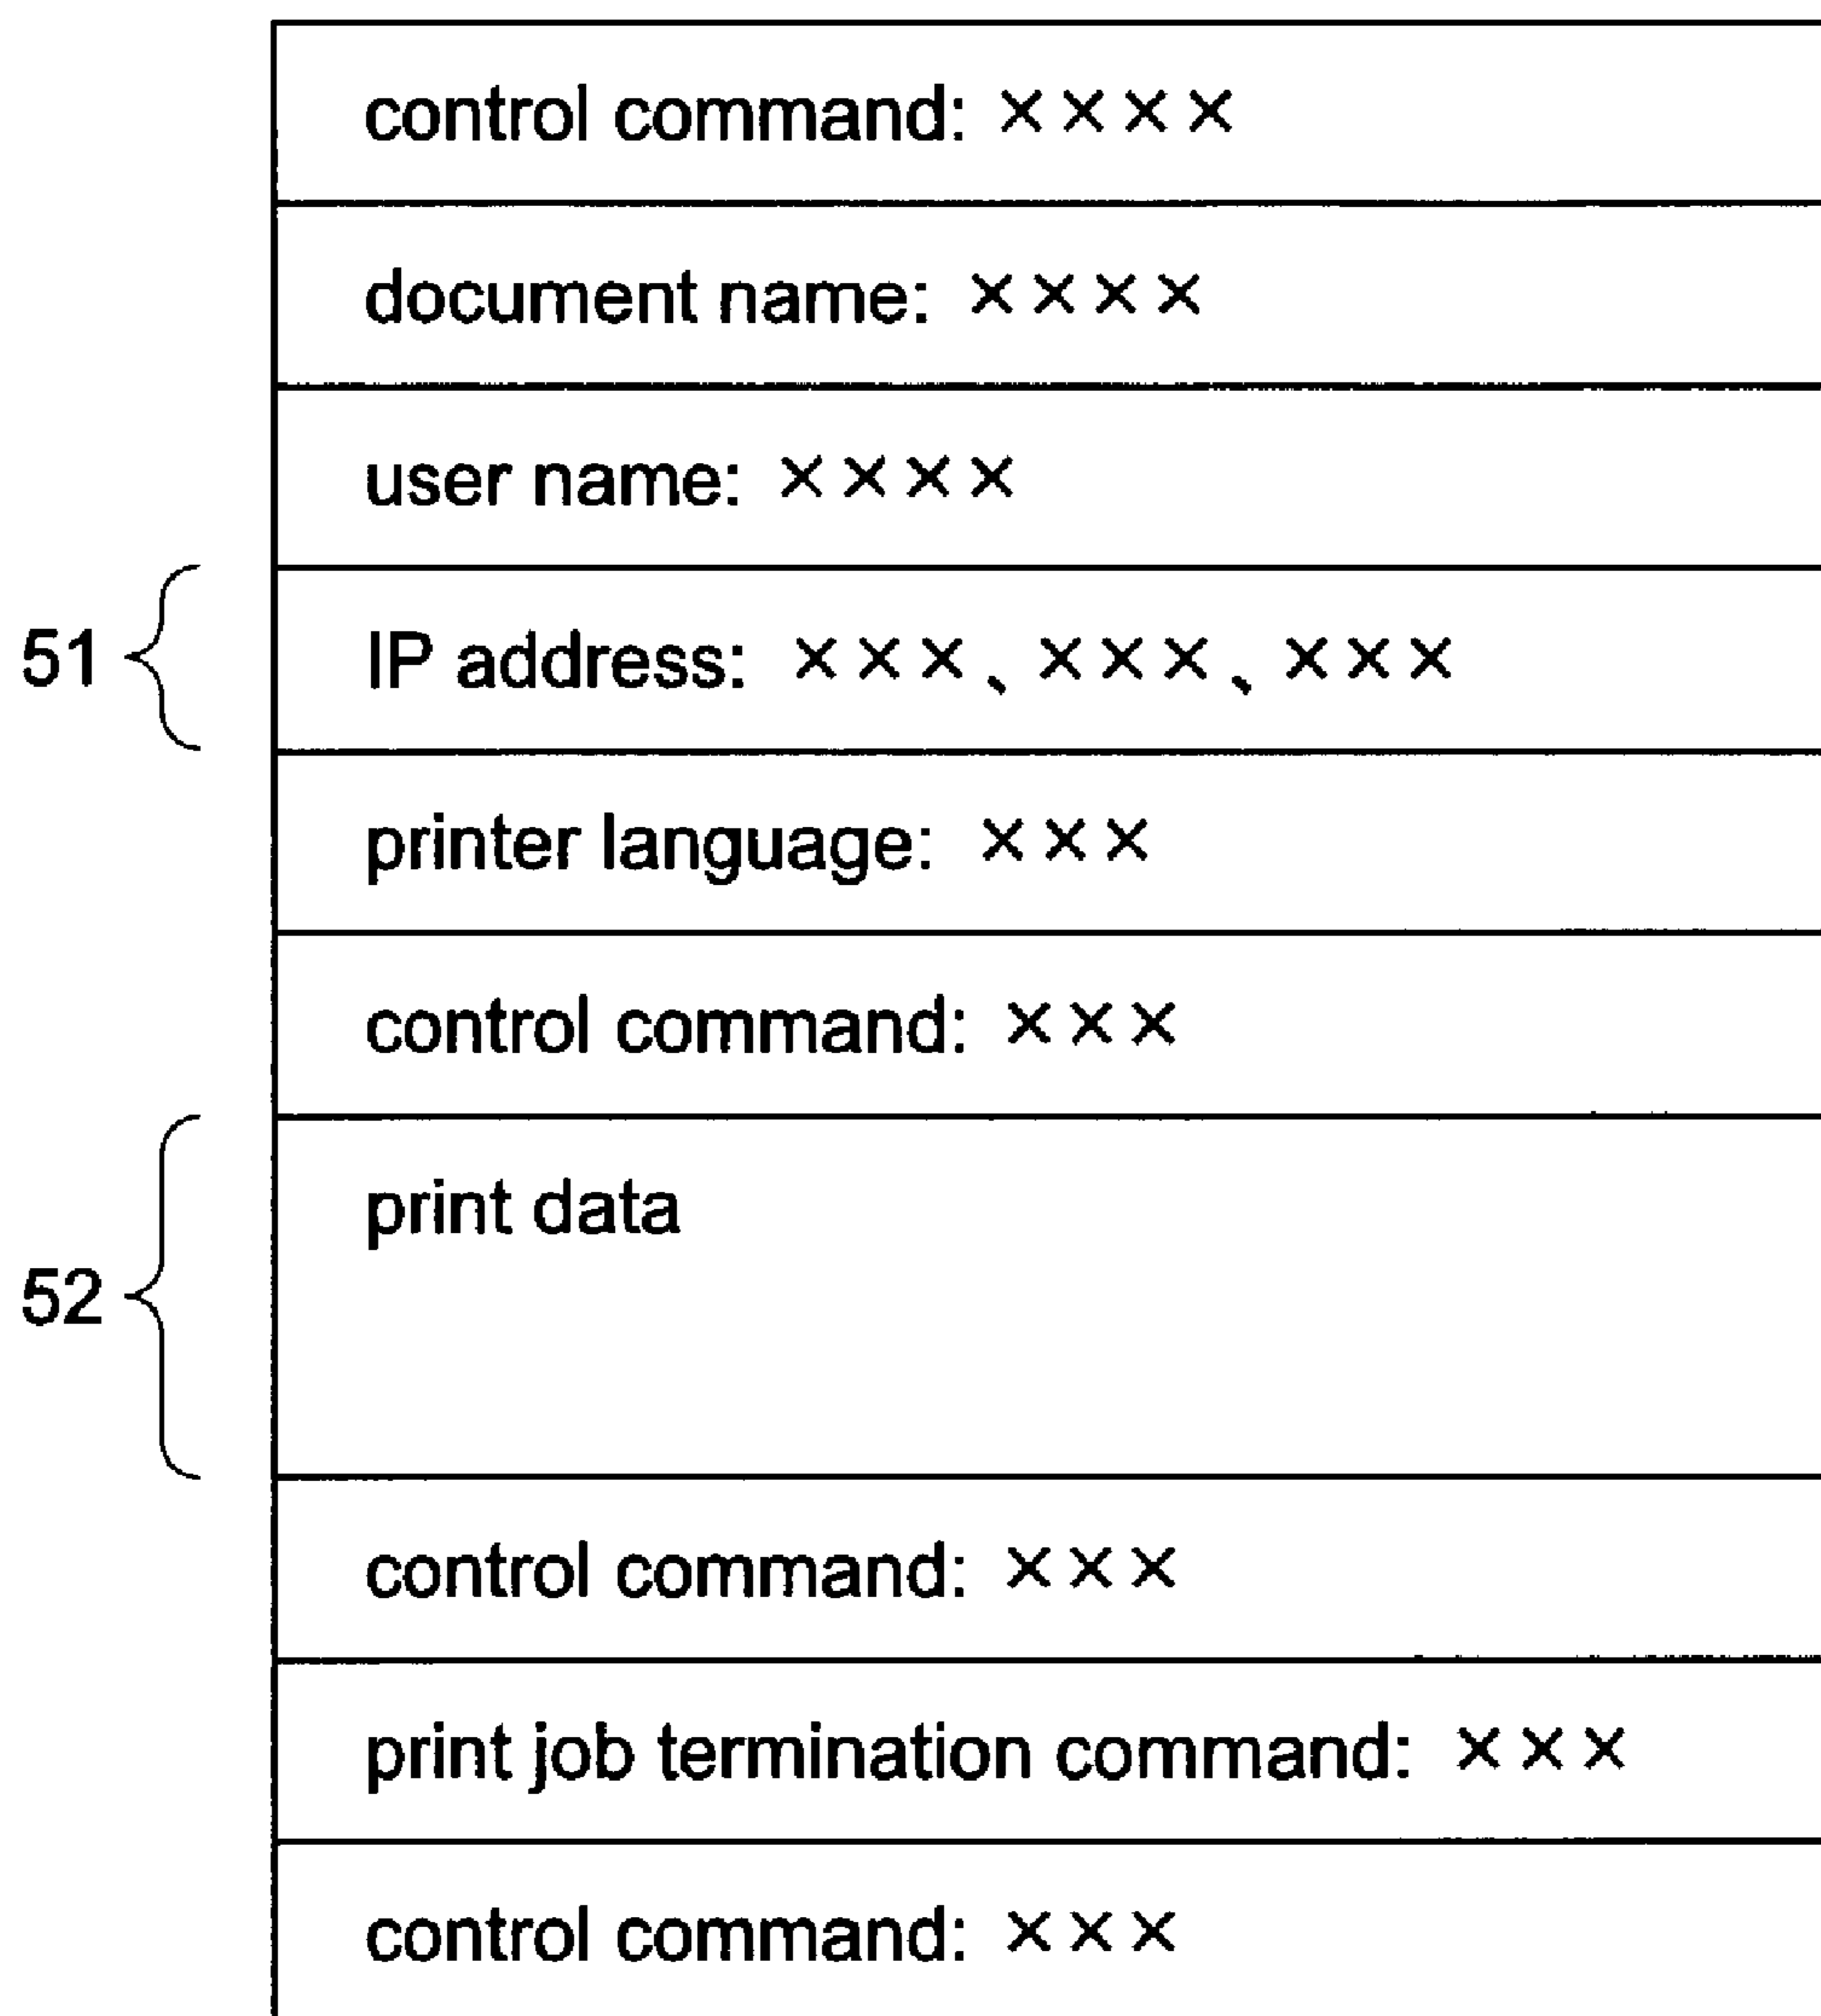 control command: ××××
document name: ××××
user name: ××××
51
IP address: ×××、×××、×××
printer language: ×××
control command: ×××
print data
52
control command: ×××
print job termination command: ×××
control command: ×××